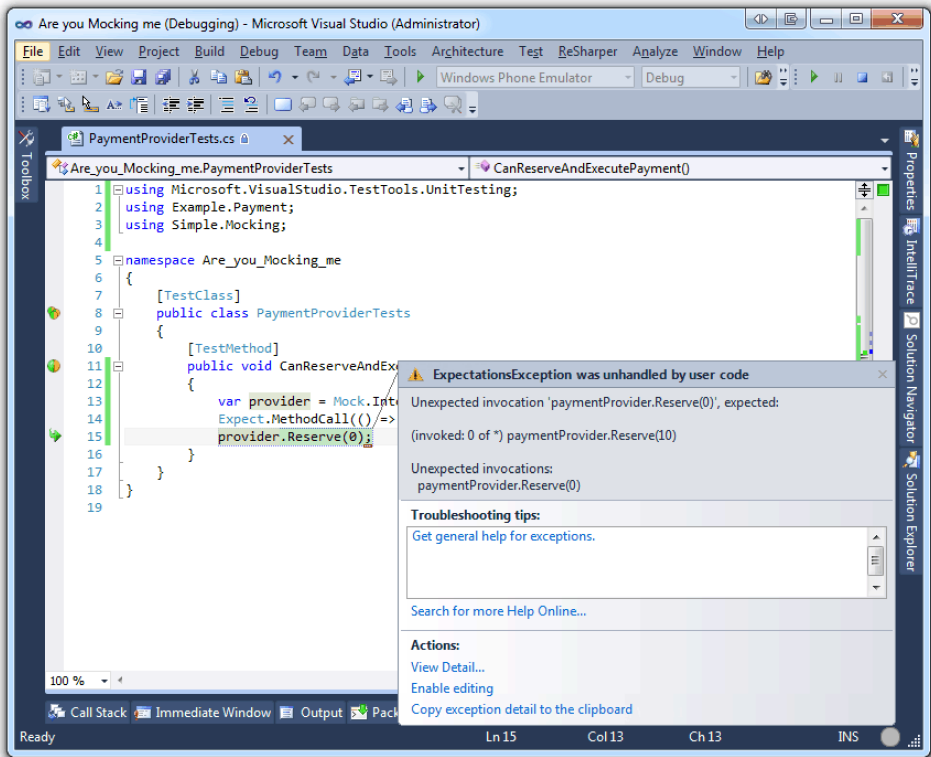 Are you Mocking me (Debugging) - Microsoft Visual Studio (Administrator)
File Edit View Project Build Debug Team Data Tools Architecture Test ReSharper Analyze Window Help
Windows Phone Emulator Debug
Toolbox
PaymentProviderTests.cs
Are_you_Mocking_me.PaymentProviderTests CanReserveAndExecutePayment()
1 using Microsoft.VisualStudio.TestTools.UnitTesting;
2 using Example.Payment;
3 using Simple.Mocking;
4
5 namespace Are_you_Mocking_me
6 {
7 [TestClass]
8 public class PaymentProviderTests
9 {
10 [TestMethod]
11 public void CanReserveAndExe
12 {
13 var provider = Mock.Inte
14 Expect.MethodCall(() =>
15 provider.Reserve(0);
16 }
17 }
18 }
19
ExpectationsException was unhandled by user code
Unexpected invocation 'paymentProvider.Reserve(0)', expected:
(invoked: 0 of *) paymentProvider.Reserve(10)
Unexpected invocations:
paymentProvider.Reserve(0)
Troubleshooting tips:
Get general help for exceptions.
Search for more Help Online...
Actions:
View Detail...
Enable editing
Copy exception detail to the clipboard
Properties
IntelliTrace
Solution Navigator
Solution Explorer
100 %
Call Stack Immediate Window Output Pack
Ready Ln 15 Col 13 Ch 13 INS